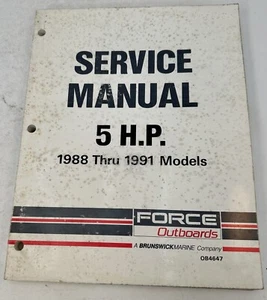 SERVICE
MANUAL
5 H.P.
1988 Thru 1991 Models
FORCE
Outboards
A BRUNSWICK MARINE Company
OB4647